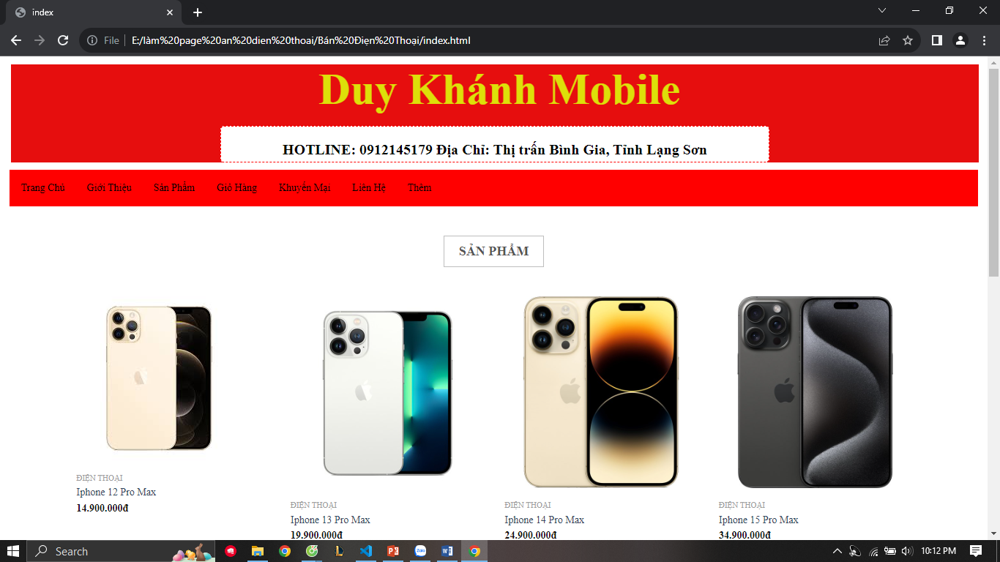 index
File
E:/làm%20page%20an%20dien%20thoai/Bán%20Điện%20Thoại/index.html
Duy Khánh Mobile
HOTLINE: 0912145179 Địa Chỉ: Thị trấn Bình Gia, Tỉnh Lạng Sơn
Trang Chủ Giới Thiệu Sản Phẩm Giỏ Hàng Khuyến Mại Liên Hệ Thêm
SẢN PHẨM
ĐIỆN THOẠI
Iphone 12 Pro Max
14.900.000đ
ĐIỆN THOẠI
Iphone 13 Pro Max
19.900.000đ
ĐIỆN THOẠI
Iphone 14 Pro Max
24.900.000đ
ĐIỆN THOẠI
Iphone 15 Pro Max
34.900.000đ
Search
Zalo
10:12 PM